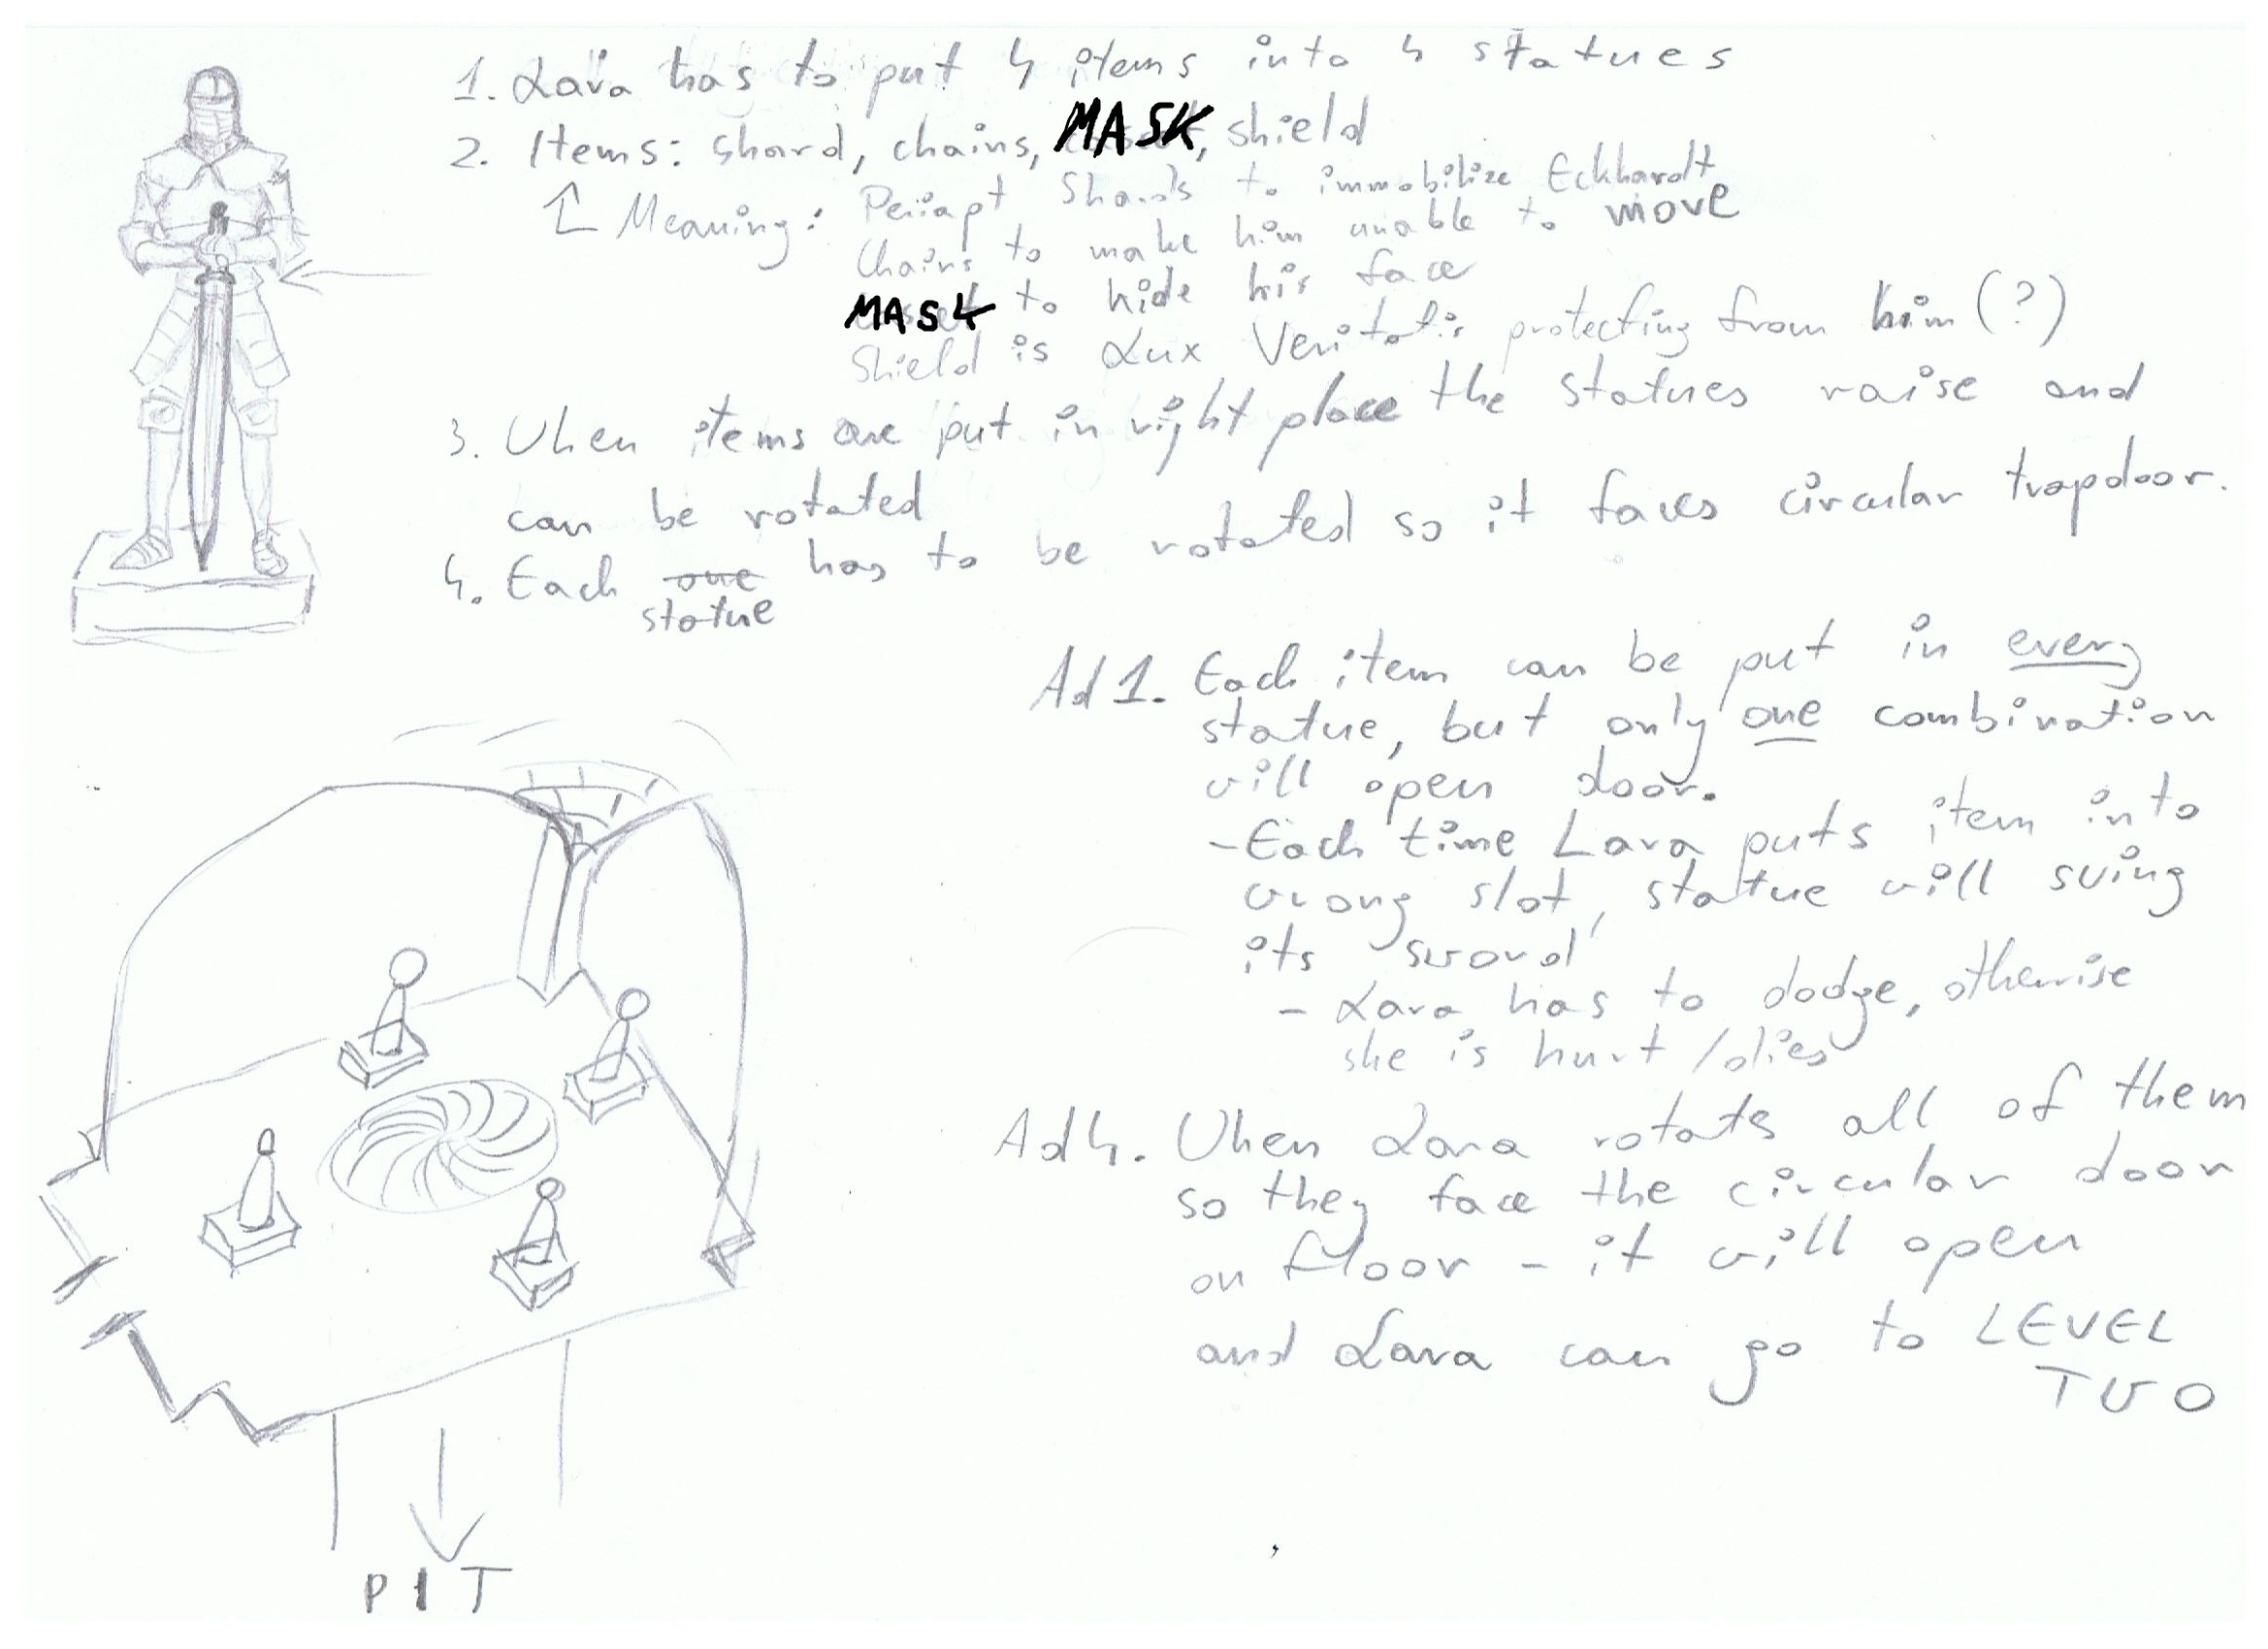 1. Lara has to put 4 items into 4 statues
2. Items: shard, chains, MASK, shield
Meaning: Periapt Shards to immobilize Eckhardt
Chains to make him unable to move
MASK to hide his face
Shield is Lux Veritatis protecting from him (?)
3. When items are put in right place the statues raise and
can be rotated
4. Each one has to be rotated so it faces circular trapdoor.
statue
Ad 1. Each item can be put in every
statue, but only one combination
will open door.
- Each time Lara puts item into
wrong slot, statue will swing
its sword
- Lara has to dodge, otherwise
she is hurt/dies
Ad 4. When Lara rotates all of them
so they face the circular door
on floor - it will open
and Lara can go to LEVEL
TWO
PIT